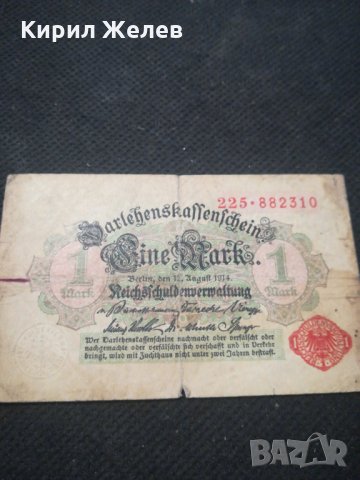 Кирил Желев
225·882310
Darlehenskassenschein.
1 Eine Mark. 1
Mark Mark
Berlin, den 12. August 1914.
Reichsschuldenverwaltung
Wer Darlehenskassenscheine nachmacht oder verfälscht oder
nachgemachte oder verfälschte sich verschafft und in Verkehr
bringt, wird mit Zuchthaus nicht unter zwei Jahren bestraft.
BAZAR